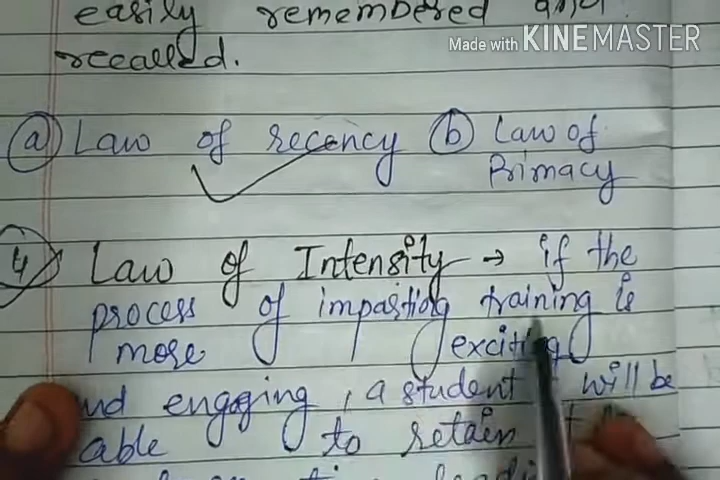 easily remembered and
Made with KINEMASTER
recalled.
(a) Law of recency (b) Law of
Primacy
4 Law of Intensity → if the
process of imparting training is
more exciting
and engaging, a student will be
able to retain